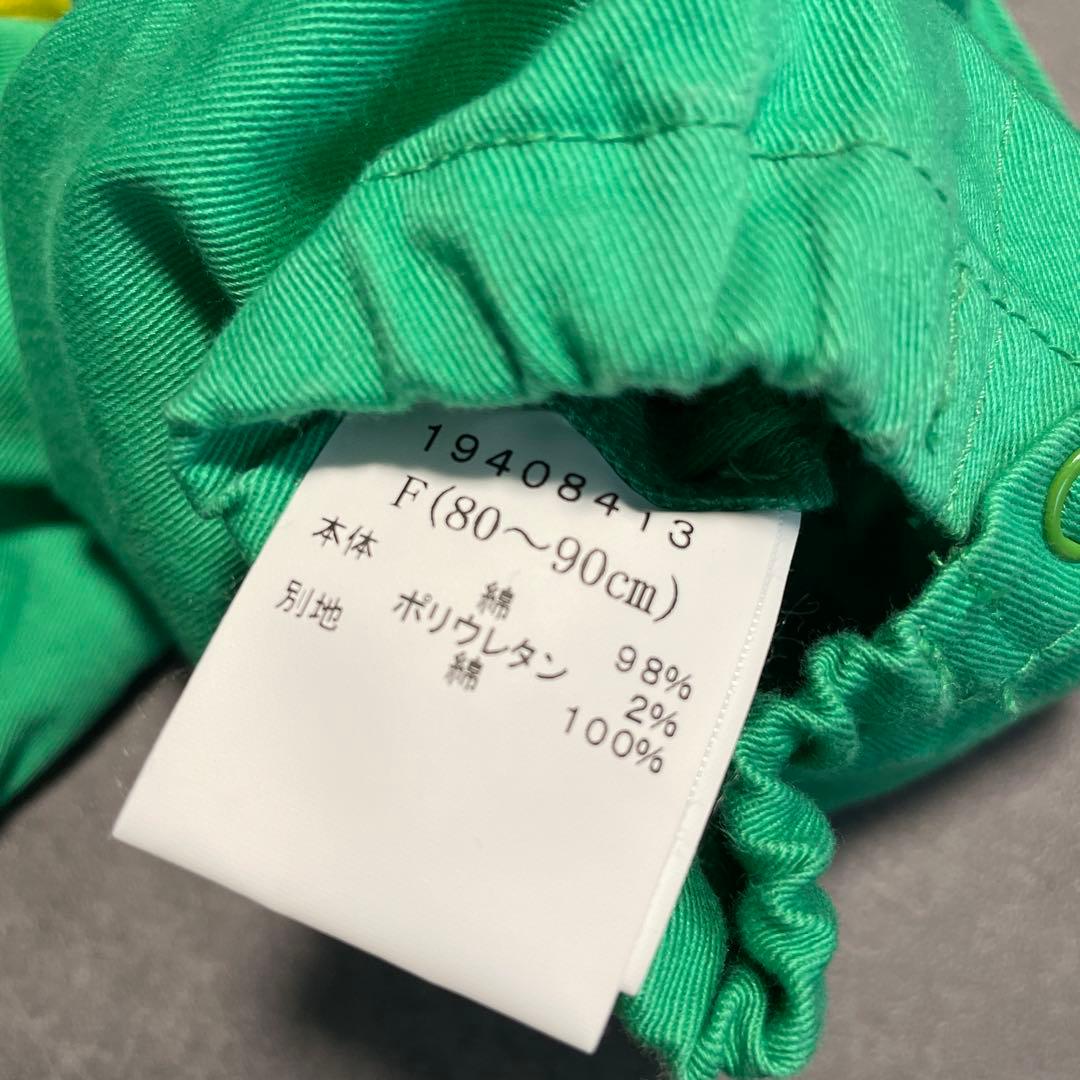 19408413
F(80～90cm)
本体 綿 98%
ポリウレタン 2%
別地 綿 100%